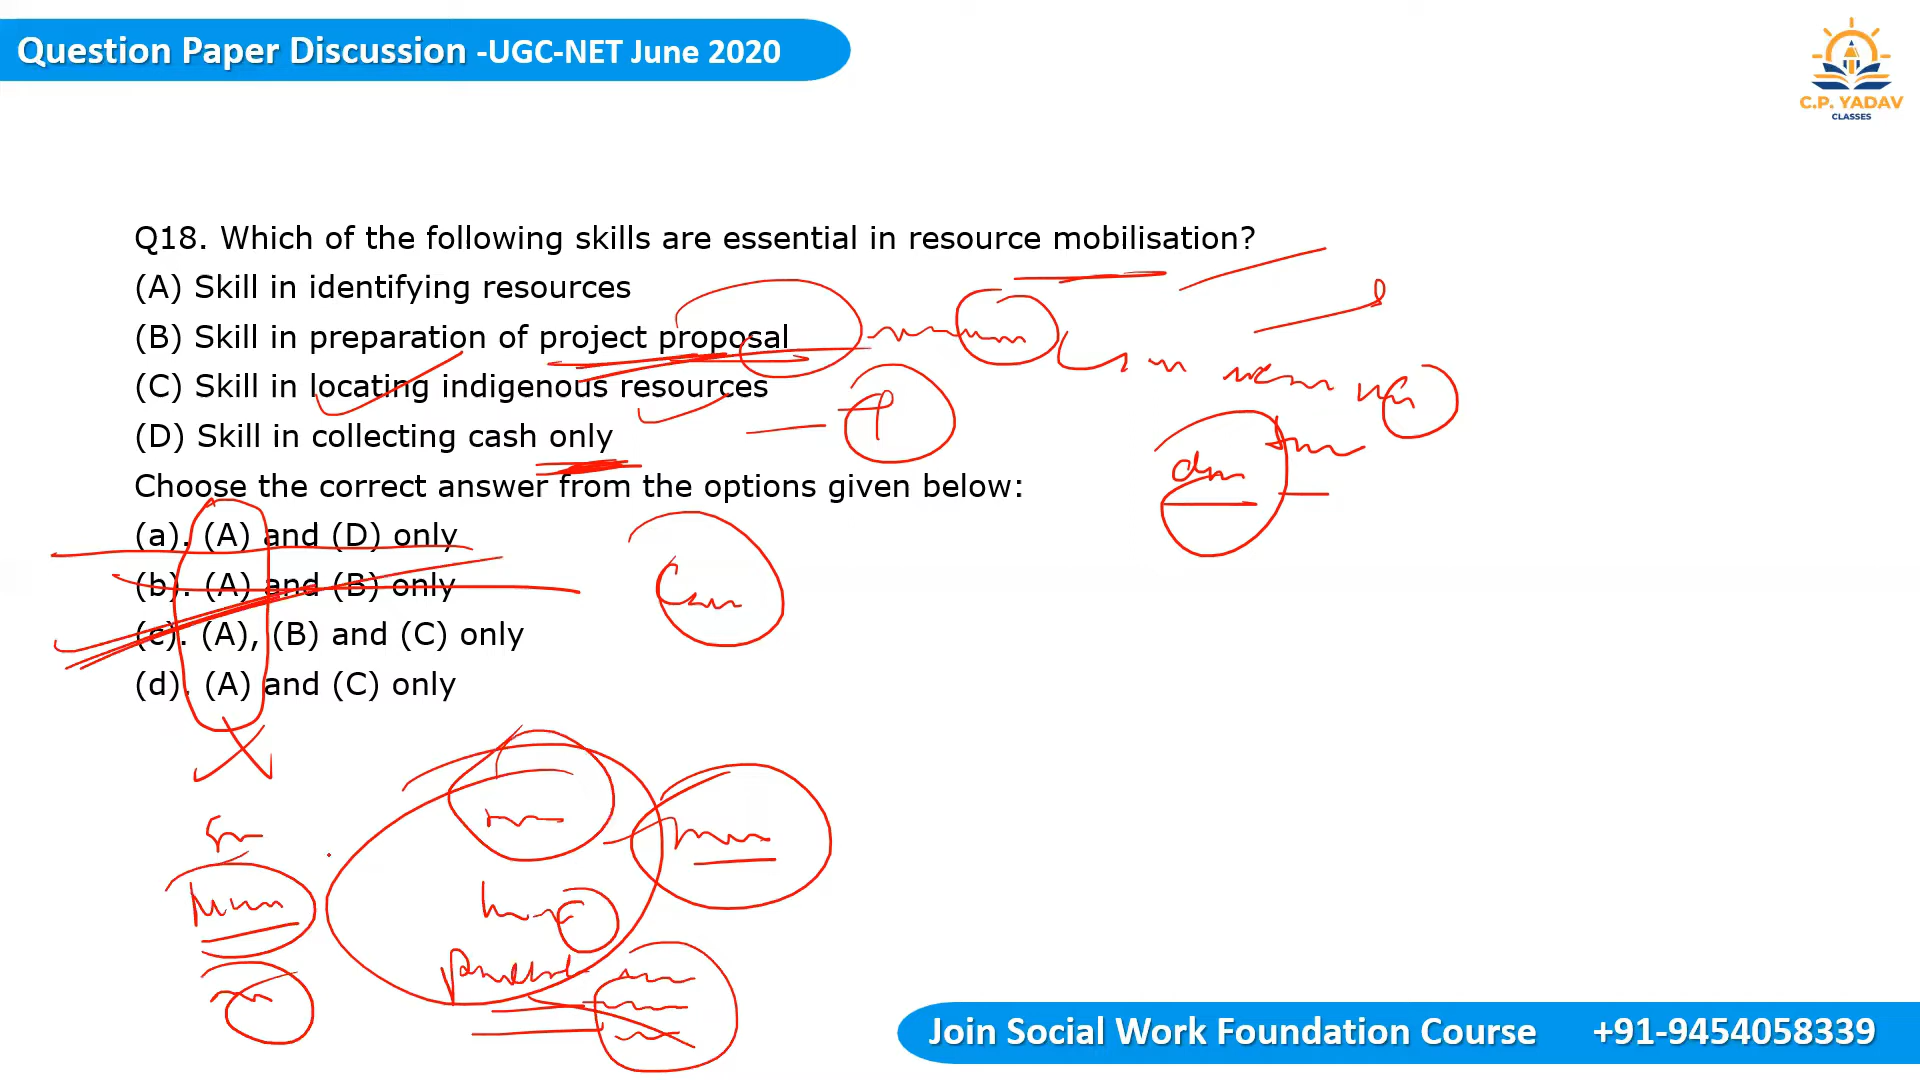 Question Paper Discussion -UGC-NET June 2020
C.P. YADAV
CLASSES
Q18. Which of the following skills are essential in resource mobilisation?
(A) Skill in identifying resources
(B) Skill in preparation of project proposal
(C) Skill in locating indigenous resources
(D) Skill in collecting cash only
Choose the correct answer from the options given below:
(a). (A) and (D) only
(b). (A) and (B) only
(c). (A), (B) and (C) only
(d). (A) and (C) only
Join Social Work Foundation Course +91-9454058339